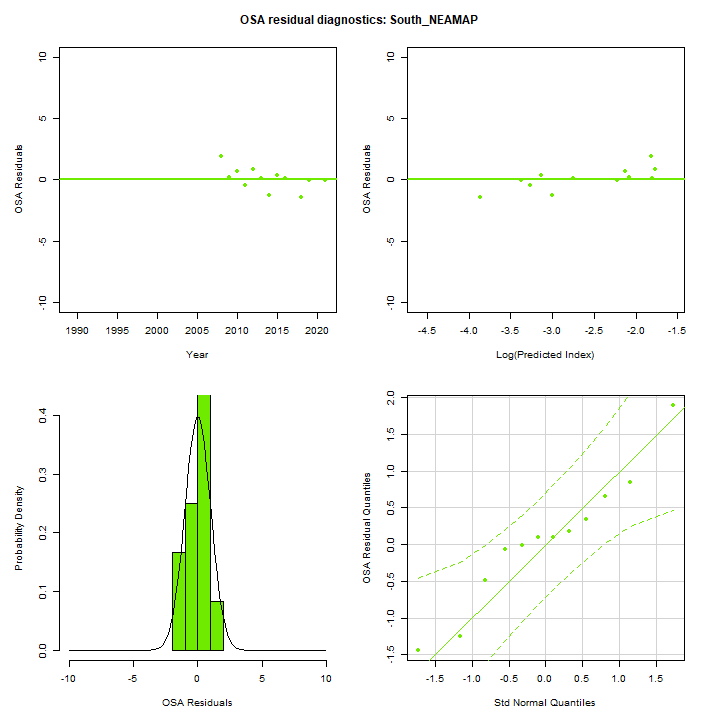 OSA residual diagnostics: South_NEAMAP
OSA Residuals
10
5
0
-5
-10
1990 1995 2000 2005 2010 2015 2020
Year
OSA Residuals
10
5
0
-5
-10
-4.5 -4.0 -3.5 -3.0 -2.5 -2.0 -1.5
Log(Predicted Index)
Probability Density
0.4
0.3
0.2
0.1
0.0
-10 -5 0 5 10
OSA Residuals
OSA Residual Quantiles
2.0
1.5
1.0
0.5
0.0
-0.5
-1.0
-1.5
-1.5 -1.0 -0.5 0.0 0.5 1.0 1.5
Std Normal Quantiles